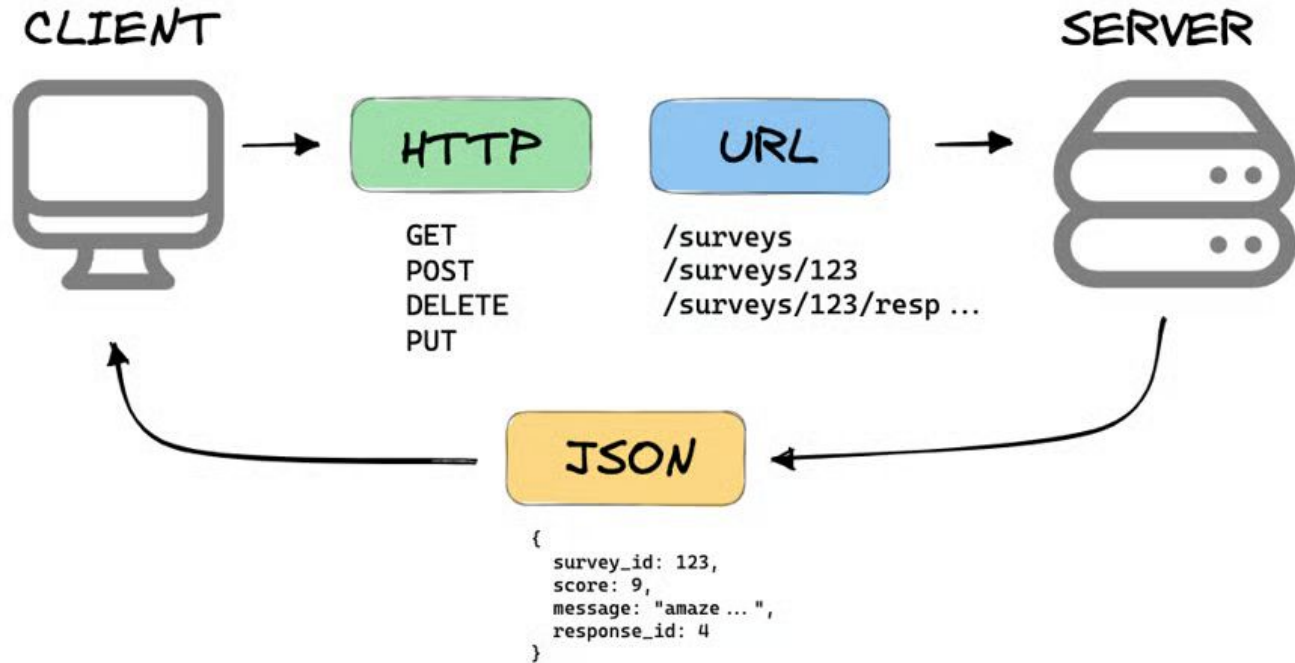 CLIENT
SERVER
HTTP
URL
GET
POST
DELETE
PUT
/surveys
/surveys/123
/surveys/123/resp ...
JSON
{
survey_id: 123,
score: 9,
message: "amaze ... ",
response_id: 4
}